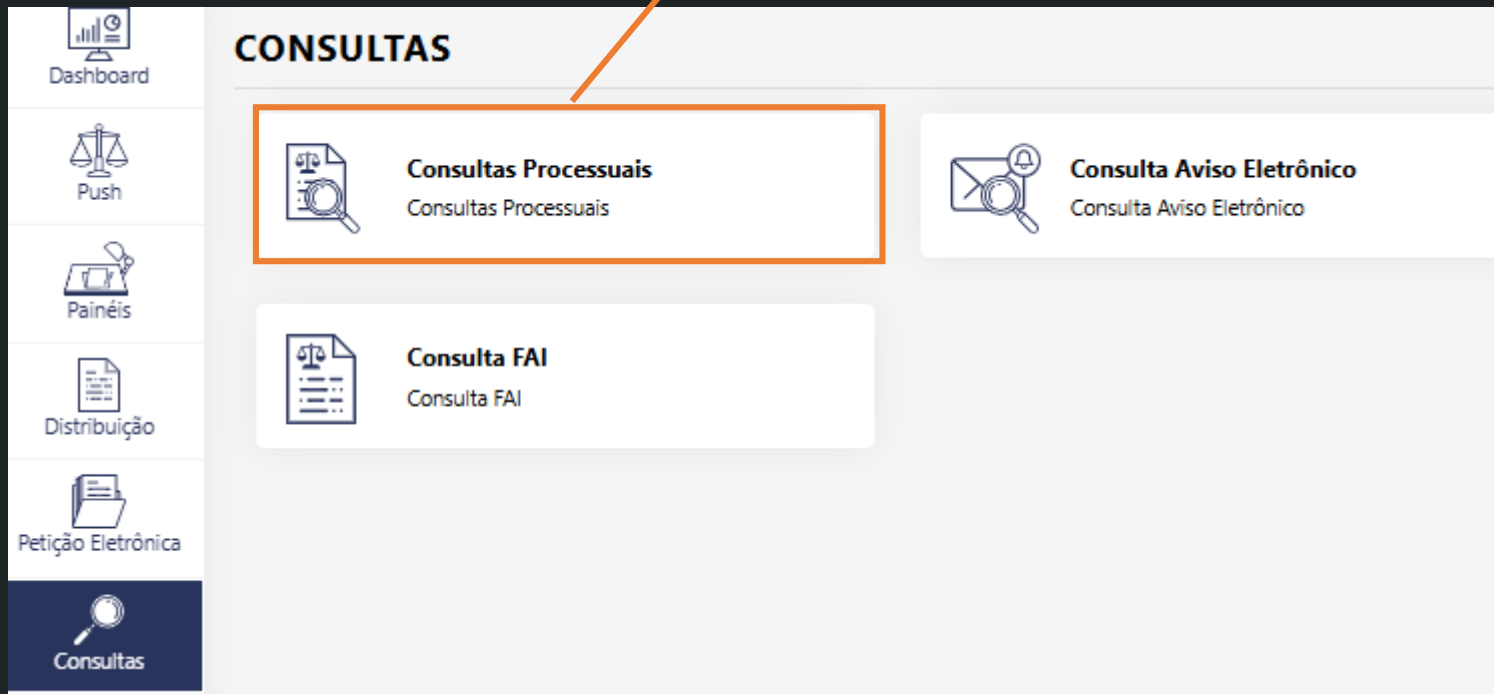 Dashboard
Push
Painéis
Distribuição
Petição Eletrônica
Consultas
CONSULTAS
Consultas Processuais
Consultas Processuais
Consulta Aviso Eletrônico
Consulta Aviso Eletrônico
Consulta FAI
Consulta FAI